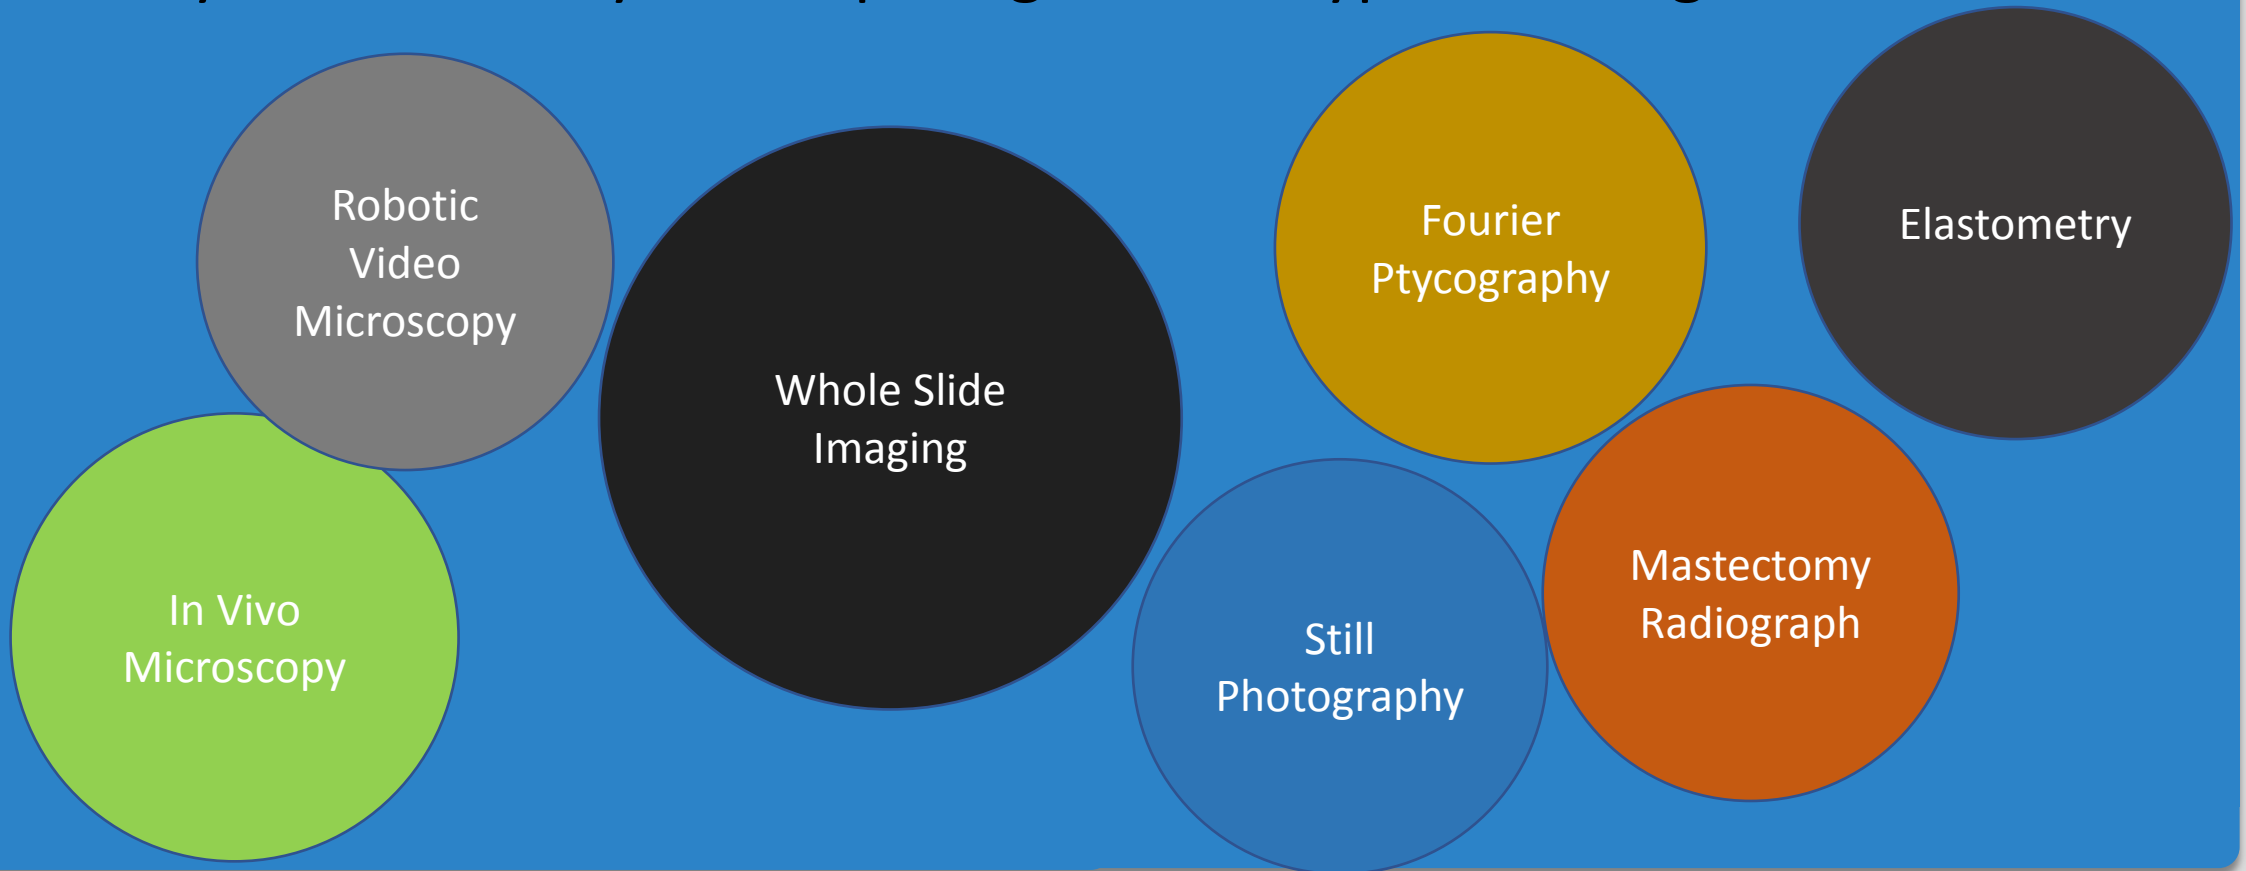 Robotic
Video
Microscopy
Whole Slide
Imaging
Fourier
Ptycography
Elastometry
In Vivo
Microscopy
Still
Photography
Mastectomy
Radiograph